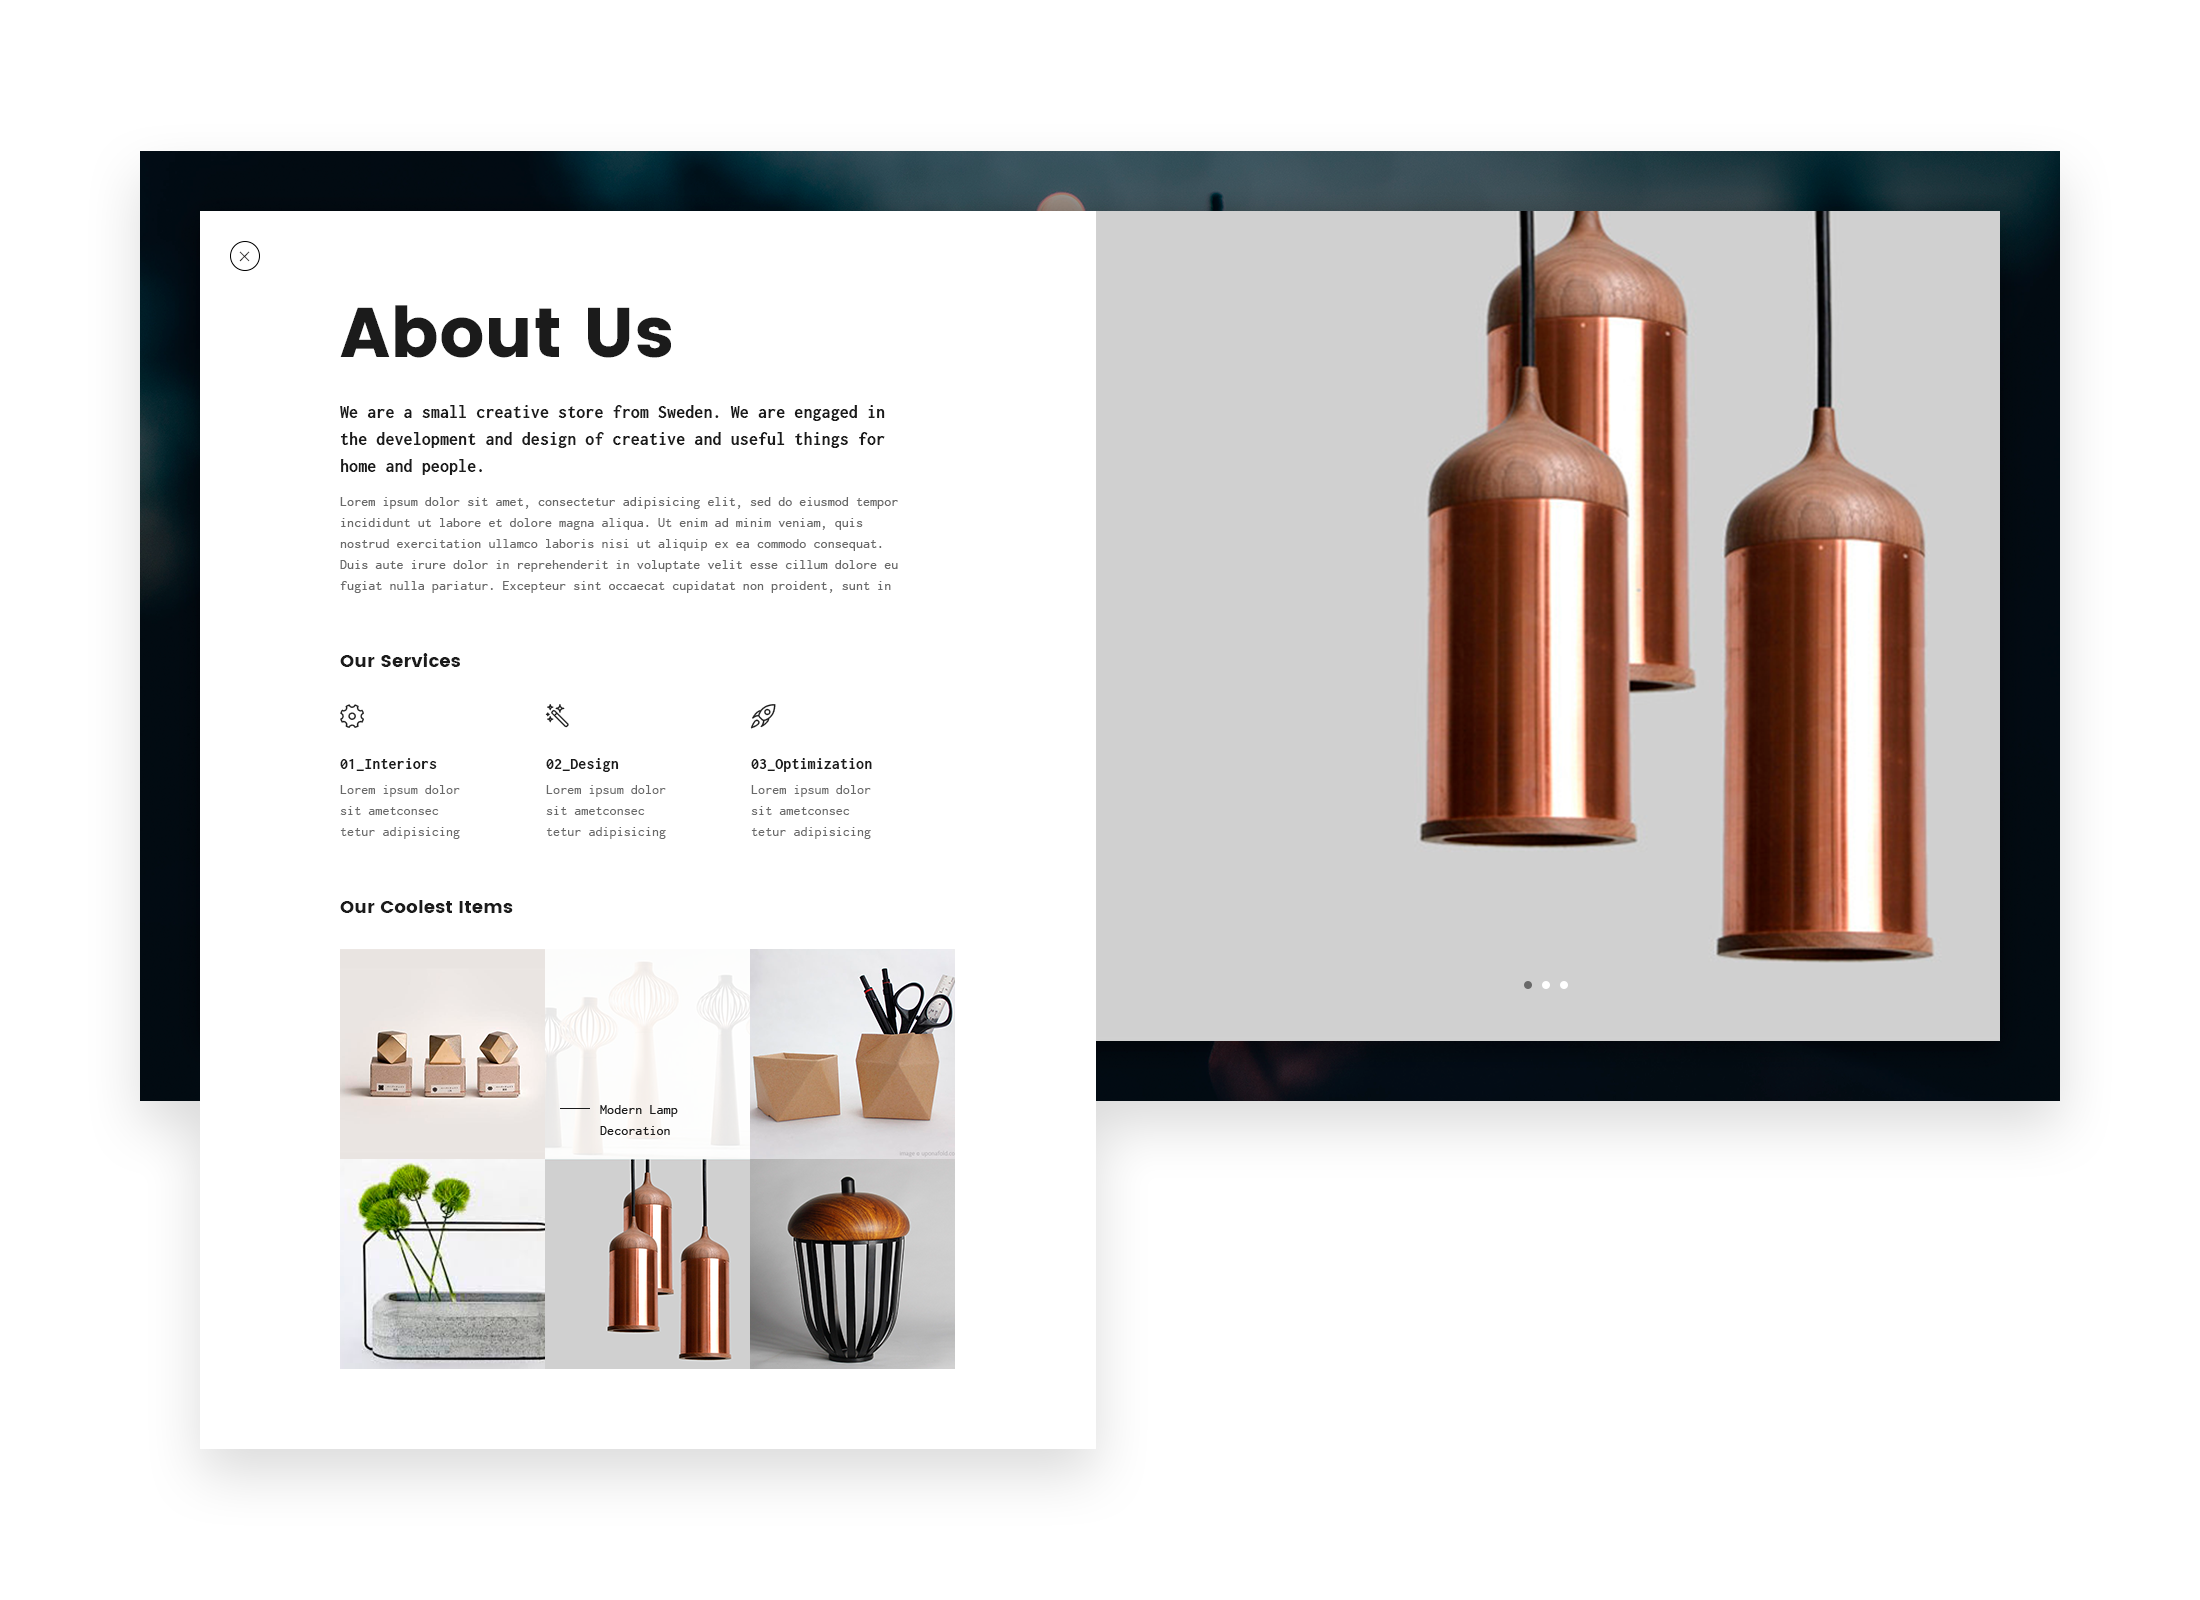 About Us
We are a small creative store from Sweden. We are engaged in
the development and design of creative and useful things for
home and people.
Lorem ipsum dolor sit amet, consectetur adipisicing elit, sed do eiusmod tempor
incididunt ut labore et dolore magna aliqua. Ut enim ad minim veniam, quis
nostrud exercitation ullamco laboris nisi ut aliquip ex ea commodo consequat.
Duis aute irure dolor in reprehenderit in voluptate velit esse cillum dolore eu
fugiat nulla pariatur. Excepteur sint occaecat cupidatat non proident, sunt in
Our Services
01_Interiors
Lorem ipsum dolor
sit ametconsec
tetur adipisicing
02_Design
Lorem ipsum dolor
sit ametconsec
tetur adipisicing
03_Optimization
Lorem ipsum dolor
sit ametconsec
tetur adipisicing
Our Coolest Items
Modern Lamp
Decoration